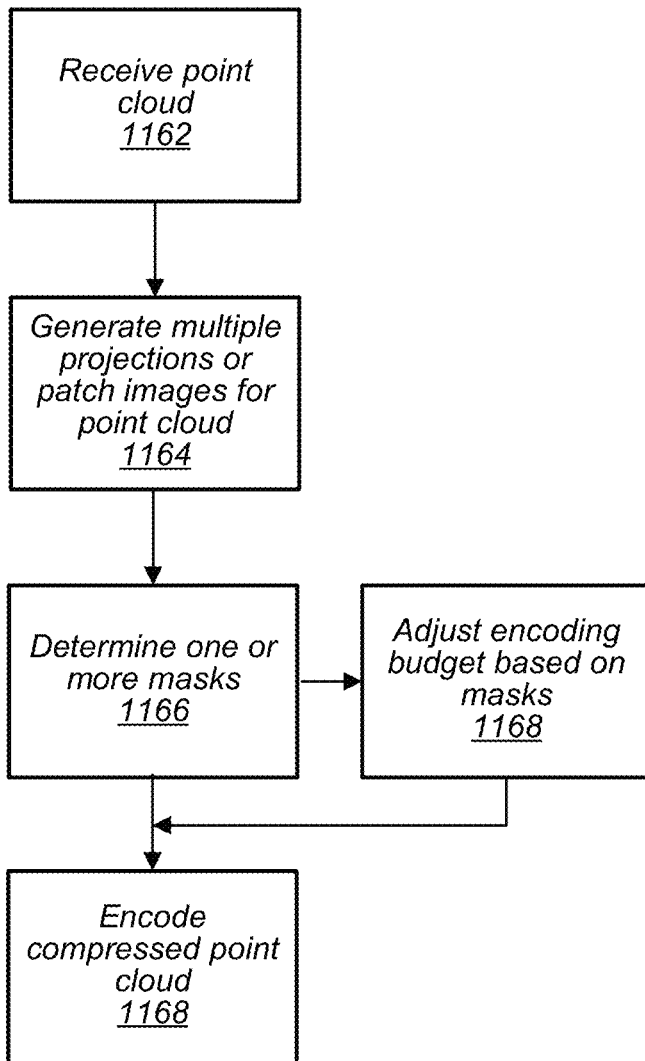 Receive point
cloud
1162
Generate multiple
projections or
patch images for
point cloud
1164
Determine one or
more masks
1166
Adjust encoding
budget based on
masks
1168
Encode
compressed point
cloud
1168